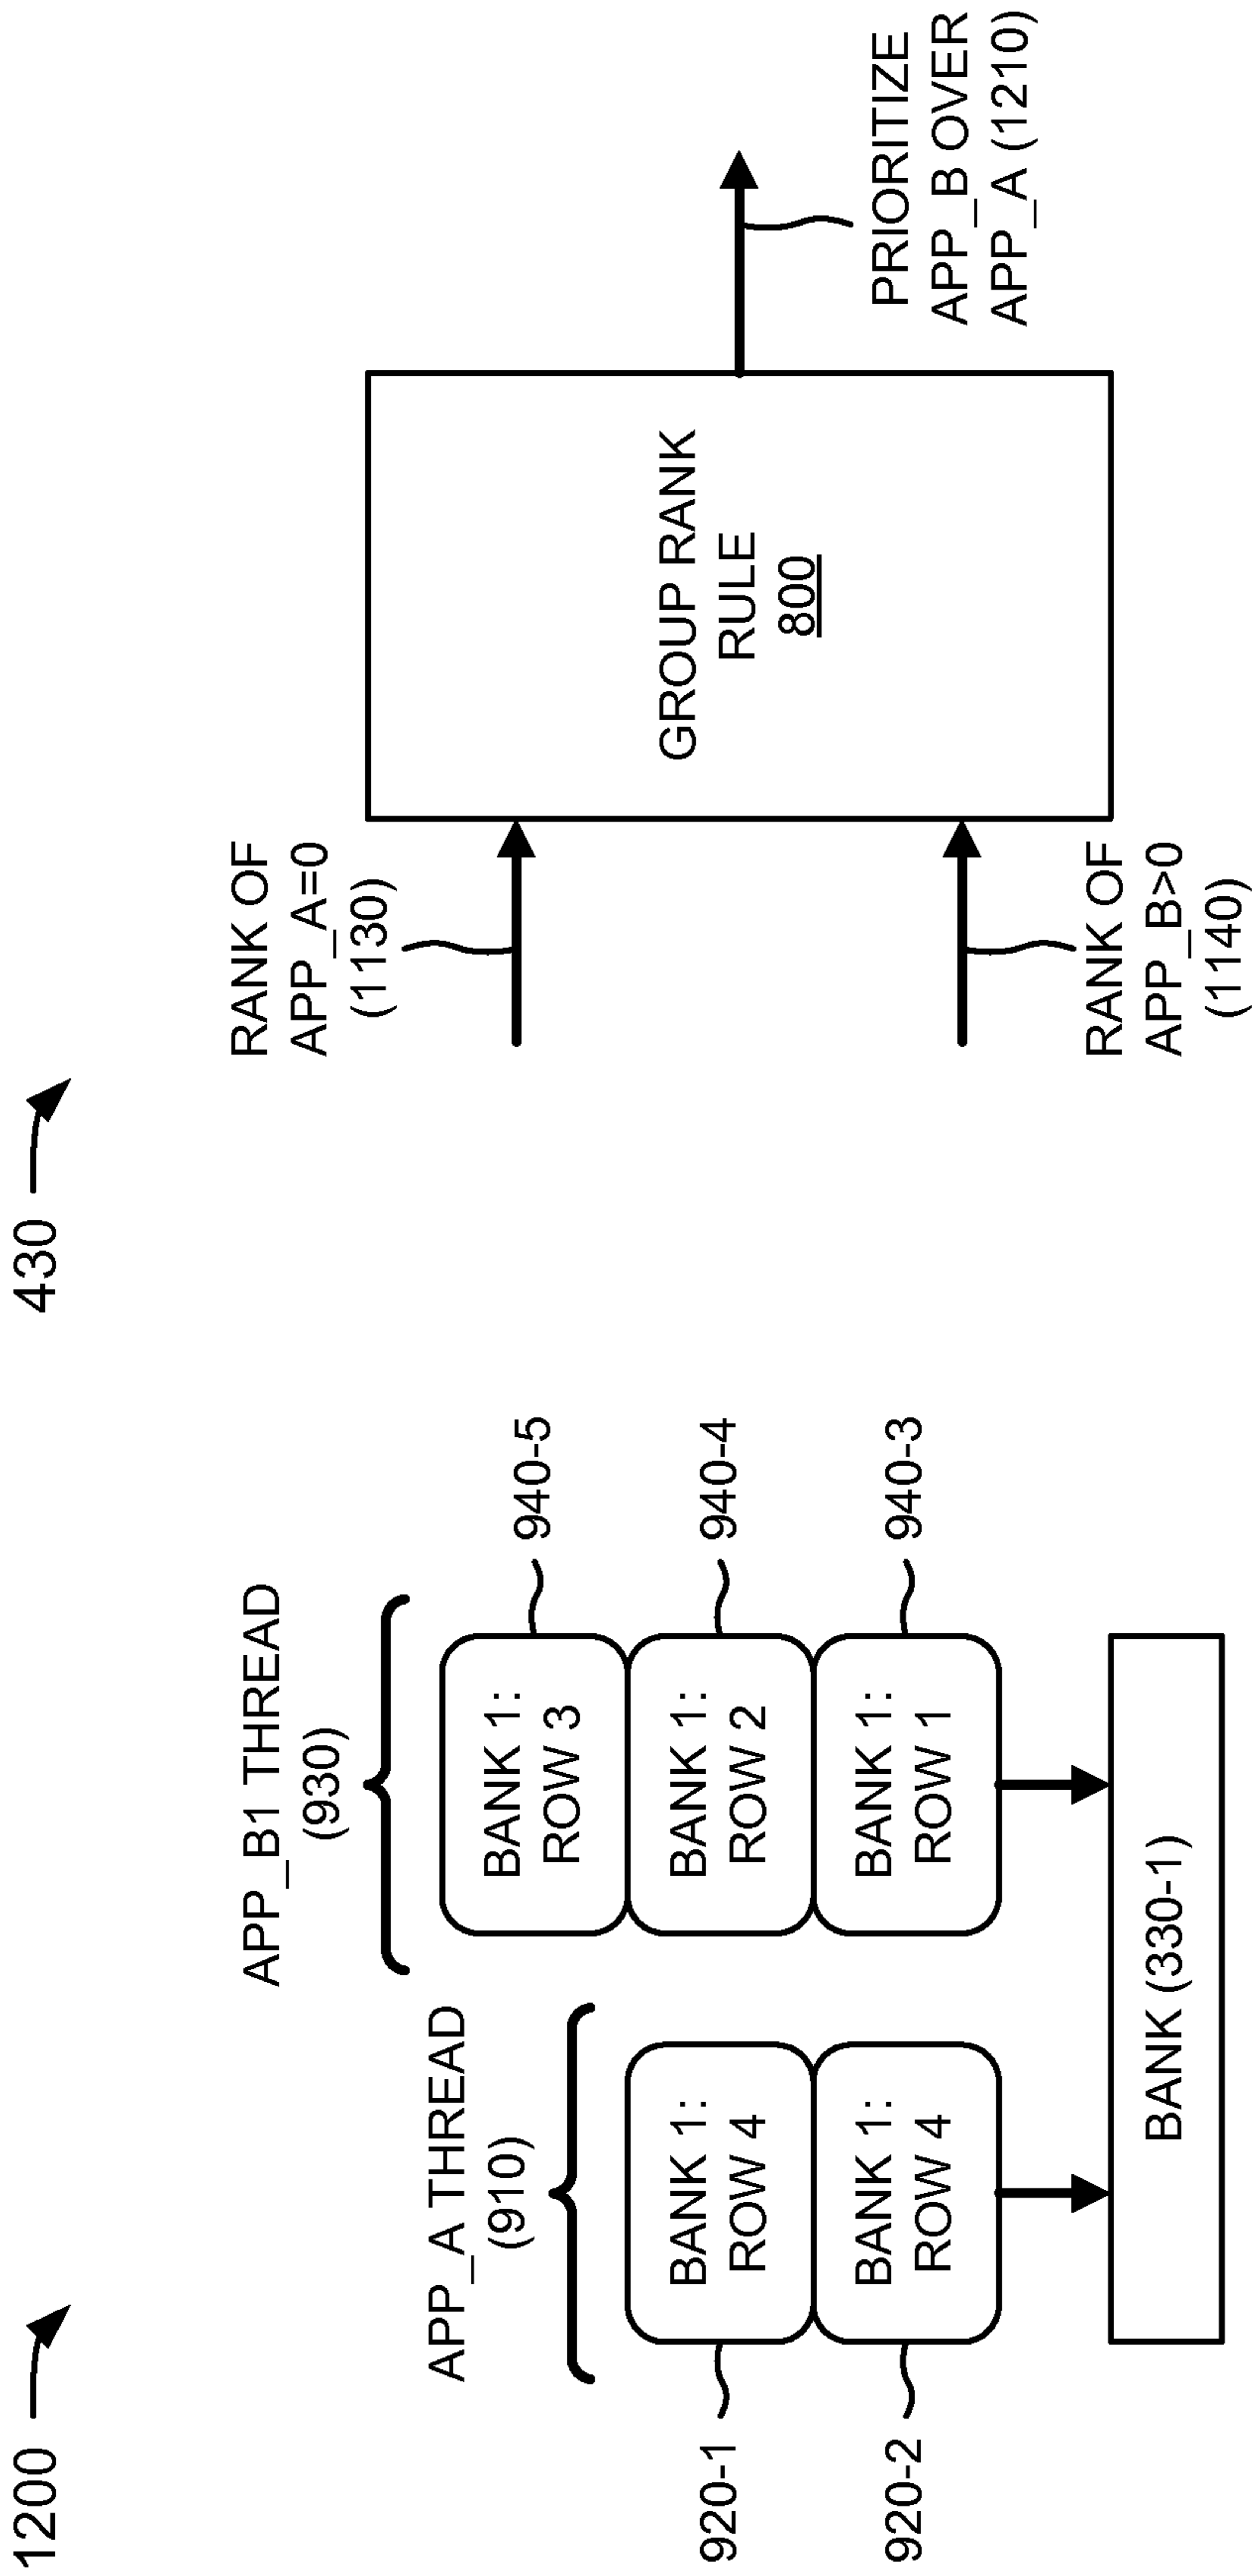 1200
APP_B1 THREAD
(930)
APP_A THREAD
(910)
BANK 1:
ROW 3
940-5
920-1
BANK 1:
ROW 4
BANK 1:
ROW 2
940-4
920-2
BANK 1:
ROW 4
BANK 1:
ROW 1
940-3
BANK (330-1)
430
RANK OF
APP_A=0
(1130)
GROUP RANK
RULE
800
PRIORITIZE
APP_B OVER
APP_A (1210)
RANK OF
APP_B>0
(1140)